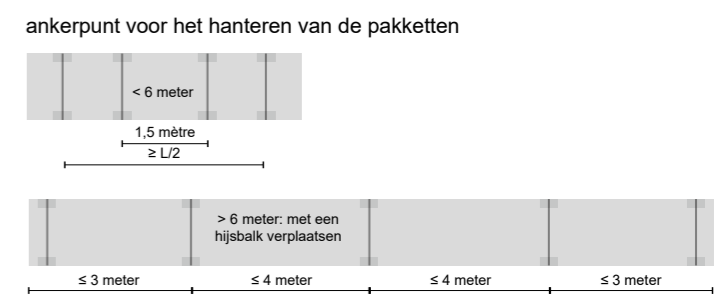 ankerpunt voor het hanteren van de pakketten
< 6 meter
1,5 mètre
≥ L/2
> 6 meter: met een
hijsbalk verplaatsen
≤ 3 meter ≤ 4 meter ≤ 4 meter ≤ 3 meter